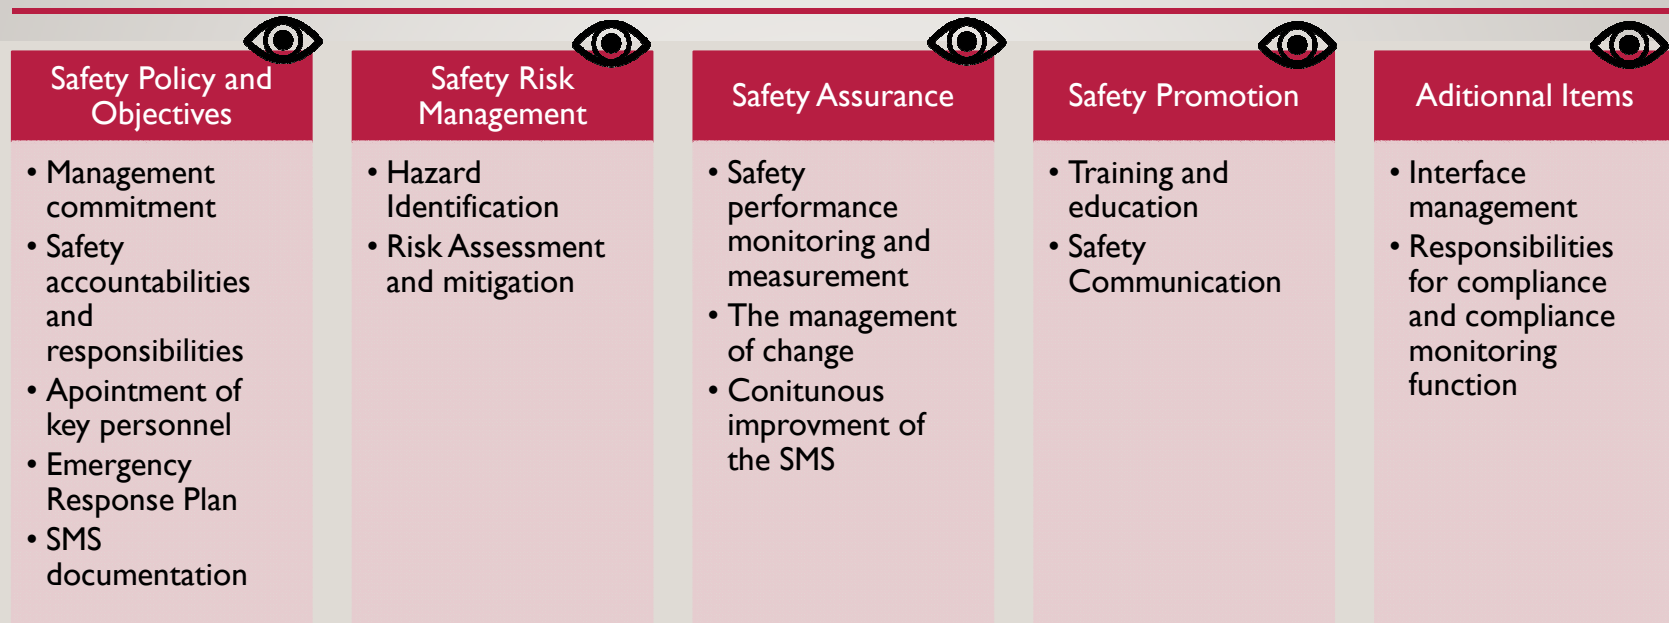 Safety Policy and
Objectives
• Management
commitment
• Safety
accountabilities
and
responsibilities
• Apointment of
key personnel
• Emergency
Response Plan
• SMS
documentation
Safety Risk
Management
• Hazard
Identification
• Risk Assessment
and mitigation
Safety Assurance
• Safety
performance
monitoring and
measurement
• The management
of change
• Conitunous
improvment of
the SMS
Safety Promotion
• Training and
education
• Safety
Communication
Aditionnal Items
• Interface
management
• Responsibilities
for compliance
and compliance
monitoring
function